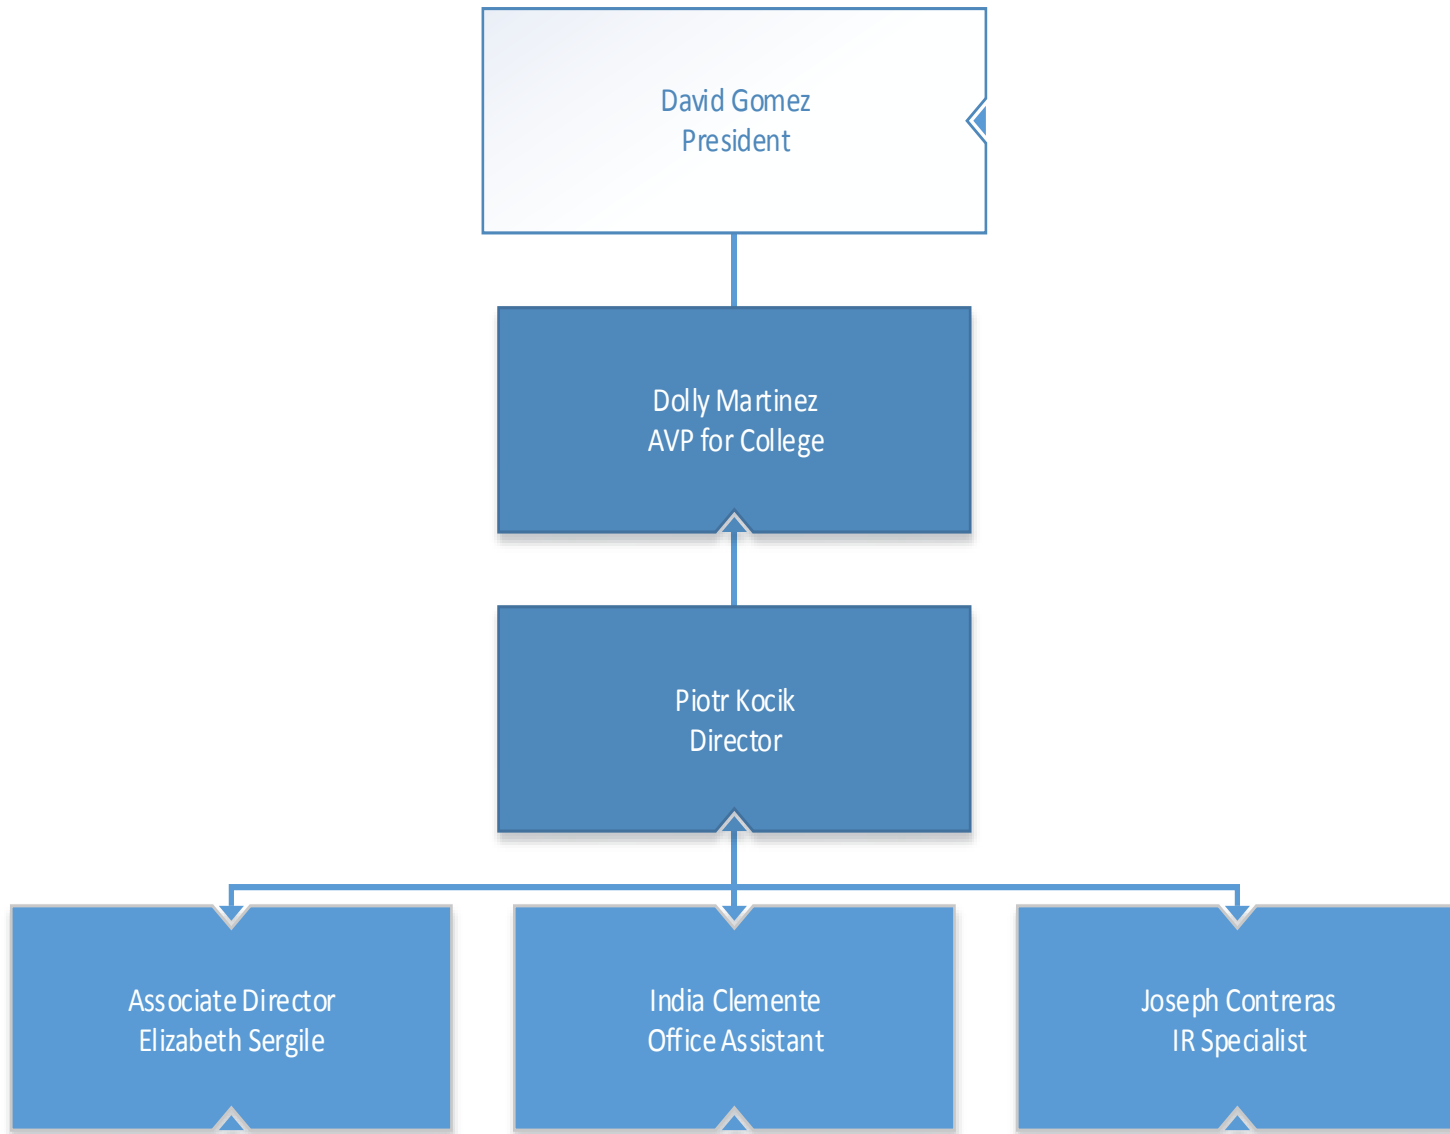 David Gomez
President
Dolly Martinez
AVP for College
Piotr Kocik
Director
Associate Director
Elizabeth Sergile
India Clemente
Office Assistant
Joseph Contreras
IR Specialist